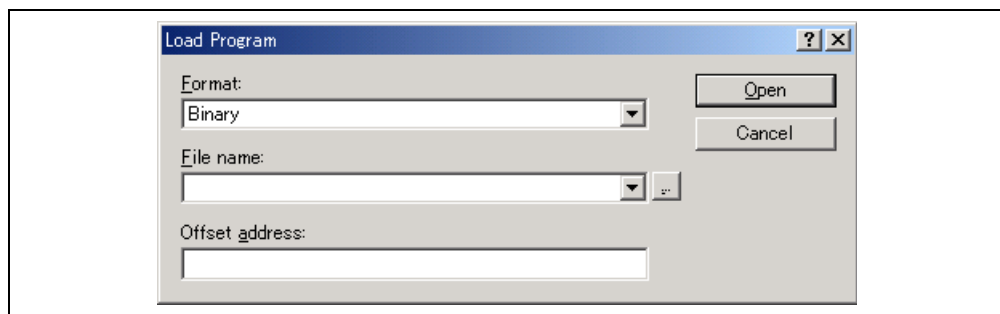 Load Program
Format:
Binary
File name:
...
Offset address:
Open
Cancel